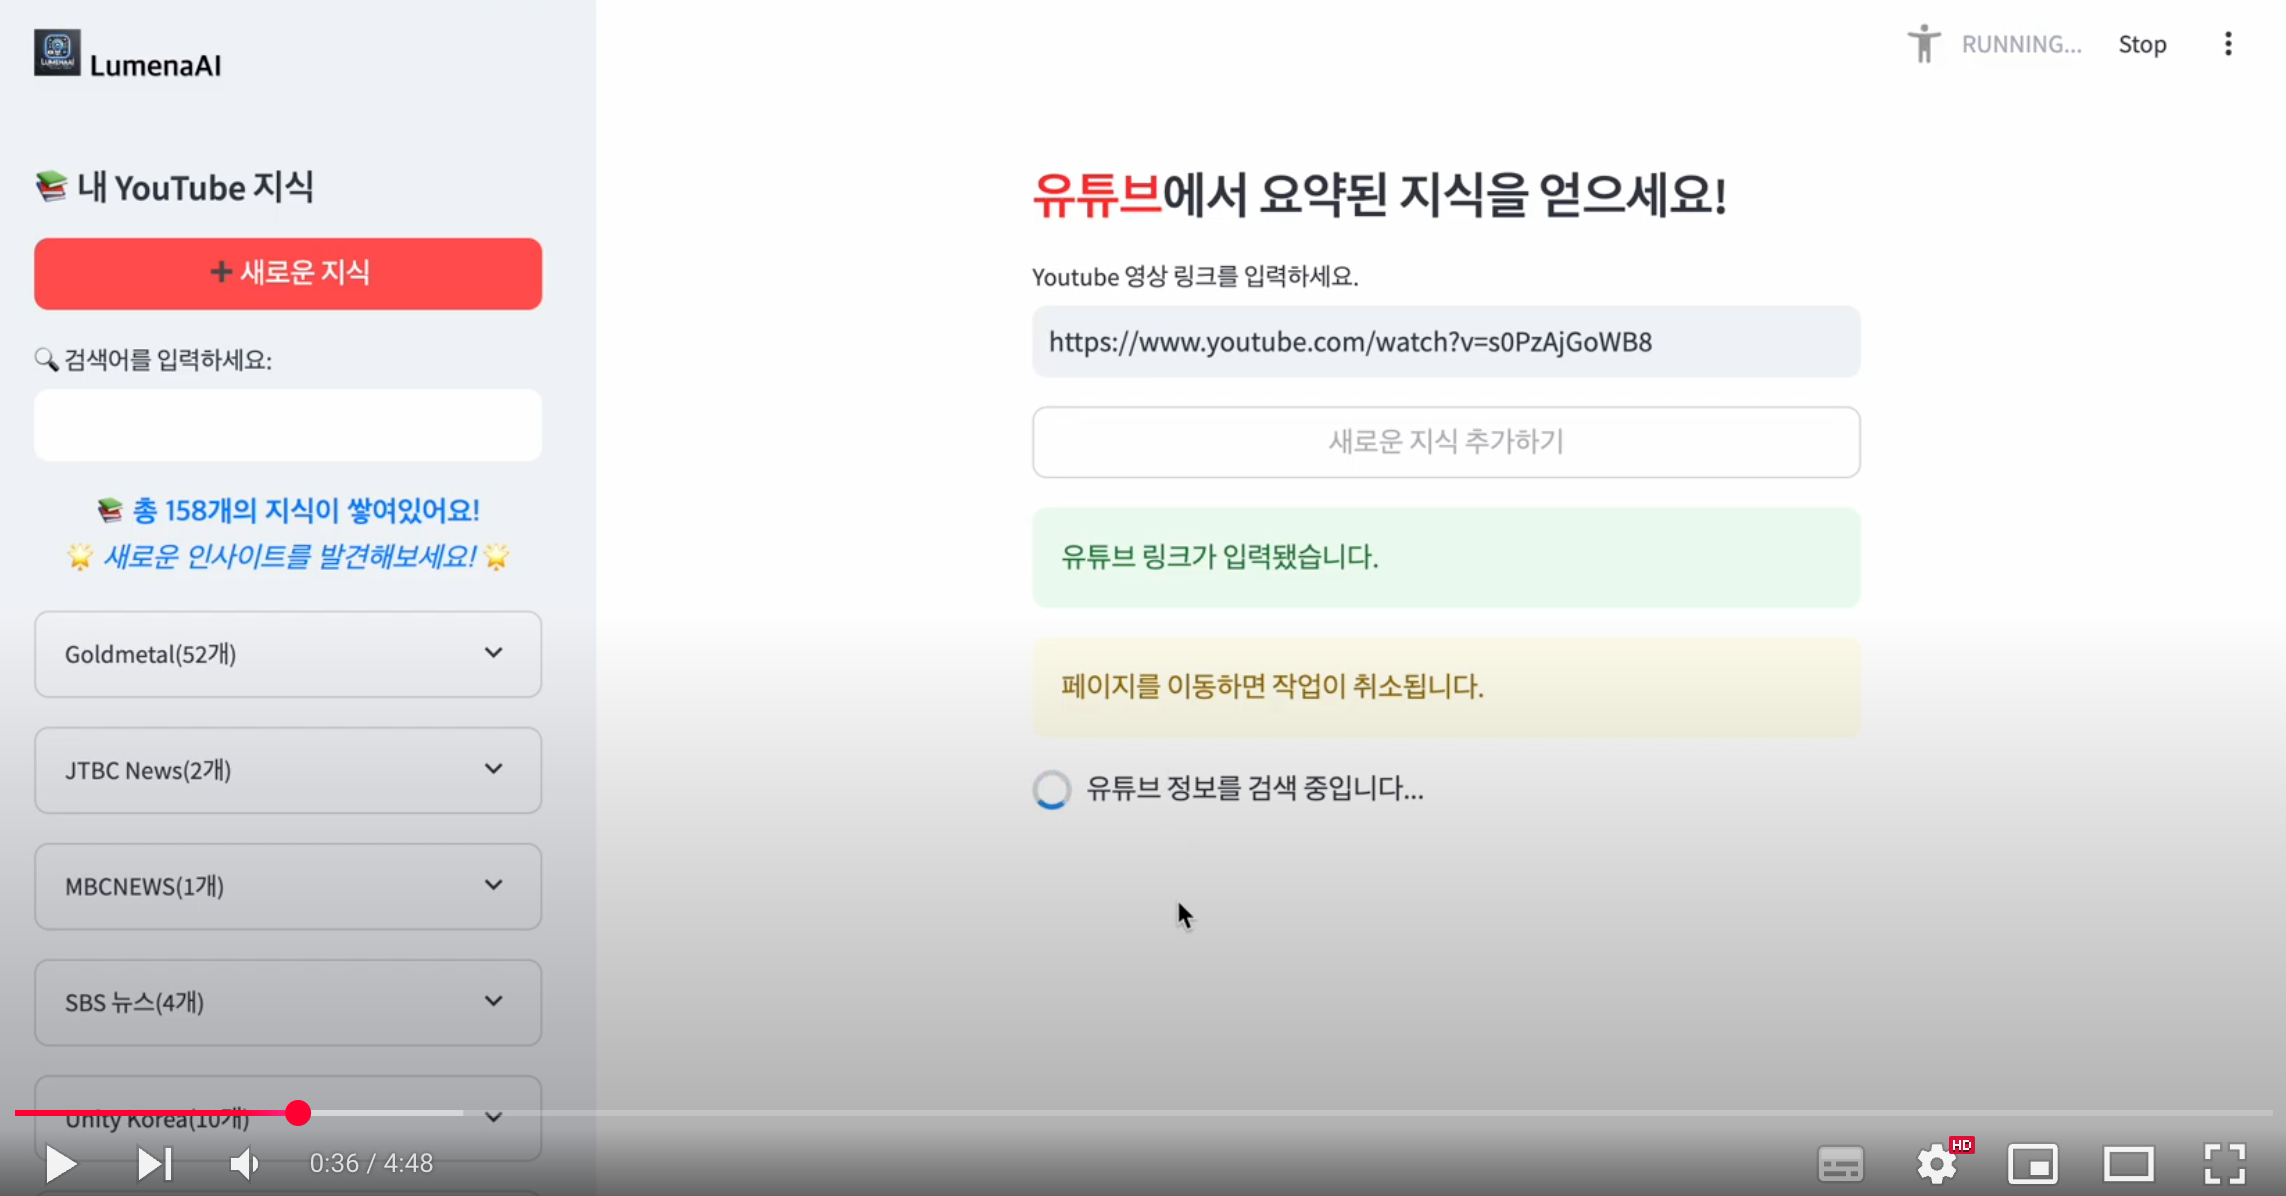 LumenaAI
RUNNING...
Stop
내 YouTube 지식
새로운 지식
검색어를 입력하세요:
총 158개의 지식이 쌓여있어요!
새로운 인사이트를 발견해보세요!
Goldmetal(52개)
JTBC News(2개)
MBCNEWS(1개)
SBS 뉴스(4개)
Unity Korea(10개)
유튜브에서 요약된 지식을 얻으세요!
Youtube 영상 링크를 입력하세요.
https://www.youtube.com/watch?v=s0PzAjGoWB8
새로운 지식 추가하기
유튜브 링크가 입력됐습니다.
페이지를 이동하면 작업이 취소됩니다.
유튜브 정보를 검색 중입니다...
0:36 / 4:48
HD